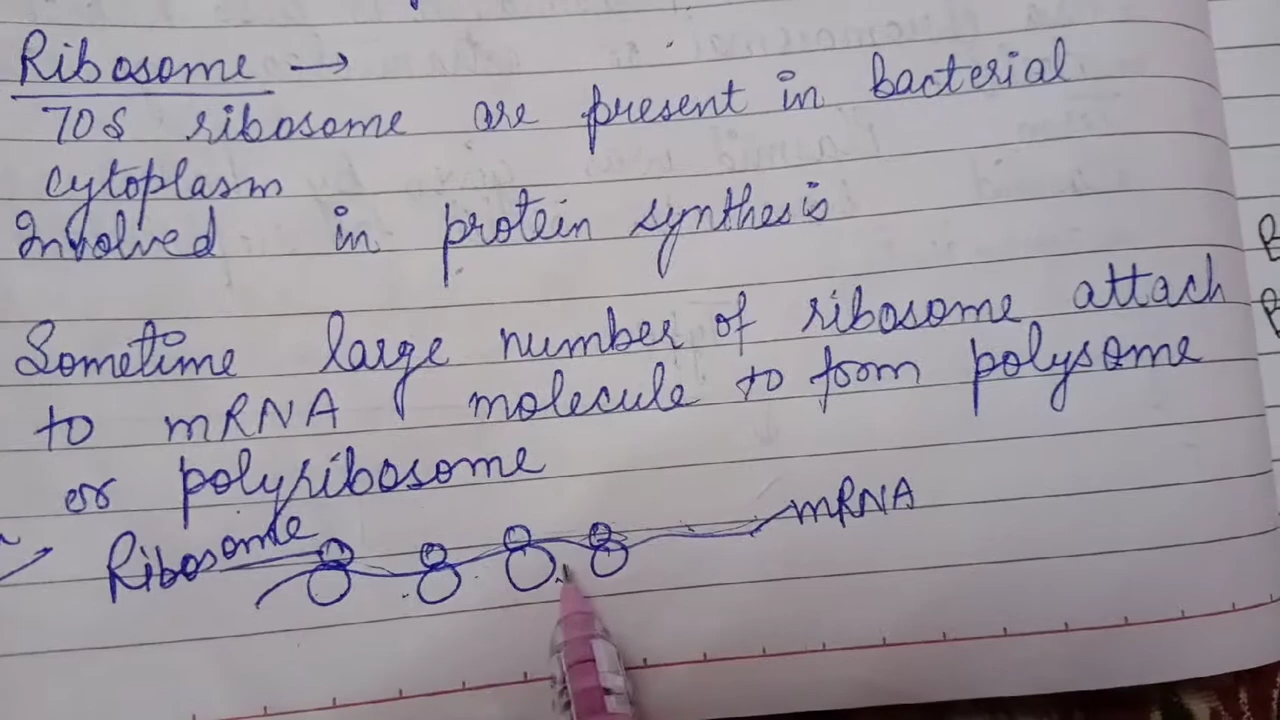 Ribosome →
70S ribosome are present in bacterial
cytoplasm
Involved in protein synthesis
Sometime large number of ribosome attach
to mRNA molecule to form polysome
or polyribosome
Ribosome
mRNA